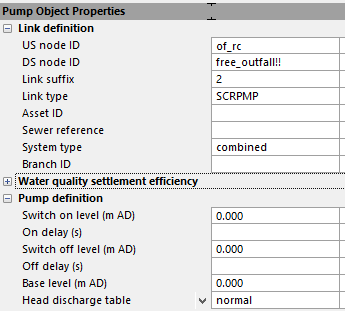 Pump Object Properties
Link definition
US node ID of_rc
DS node ID free_outfall!!
Link suffix 2
Link type SCRPMP
Asset ID
Sewer reference
System type combined
Branch ID
Water quality settlement efficiency
Pump definition
Switch on level (m AD) 0.000
On delay (s)
Switch off level (m AD) 0.000
Off delay (s)
Base level (m AD) 0.000
Head discharge table normal